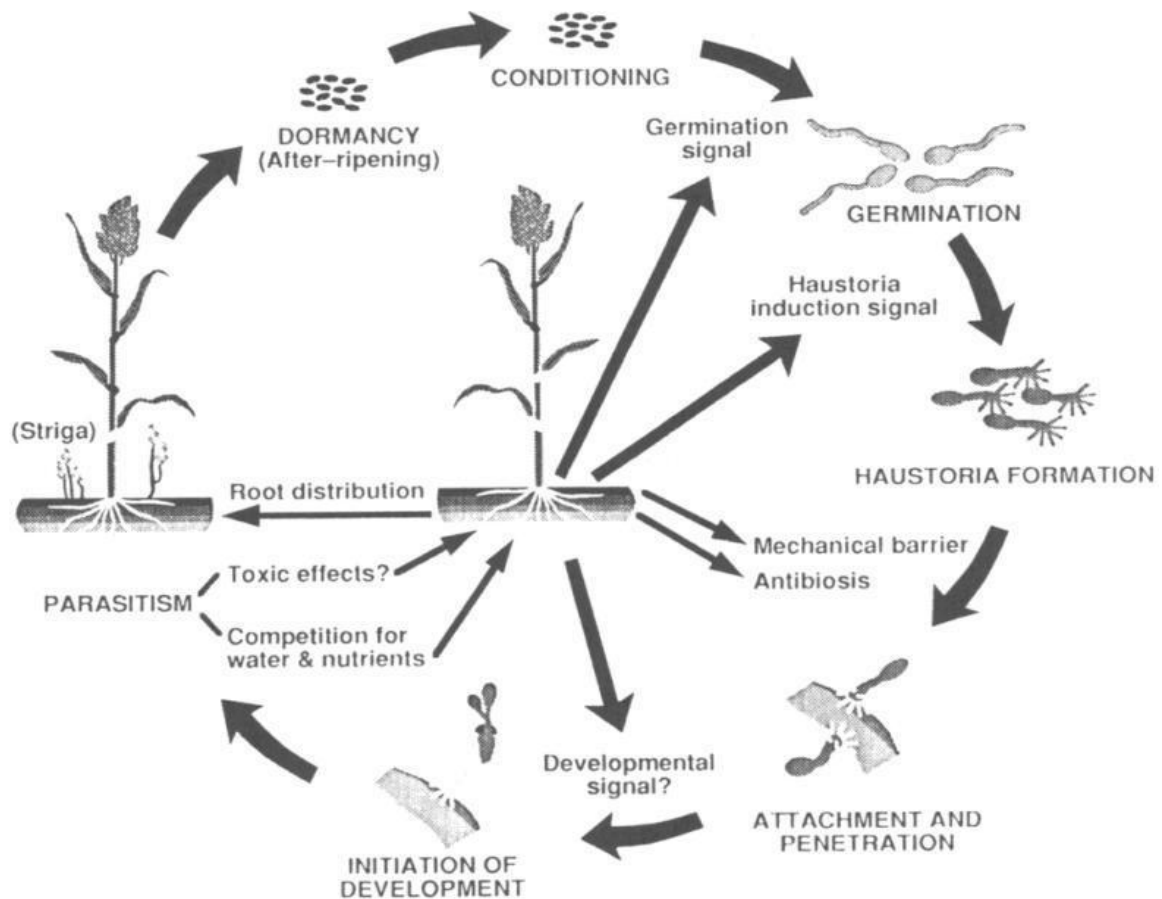 CONDITIONING
DORMANCY
(After–ripening)
Germination
signal
GERMINATION
Haustoria
induction signal
HAUSTORIA FORMATION
(Striga)
Root distribution
Mechanical barrier
Antibiosis
PARASITISM
Toxic effects?
Competition for
water & nutrients
Developmental
signal?
ATTACHMENT AND
PENETRATION
INITIATION OF
DEVELOPMENT